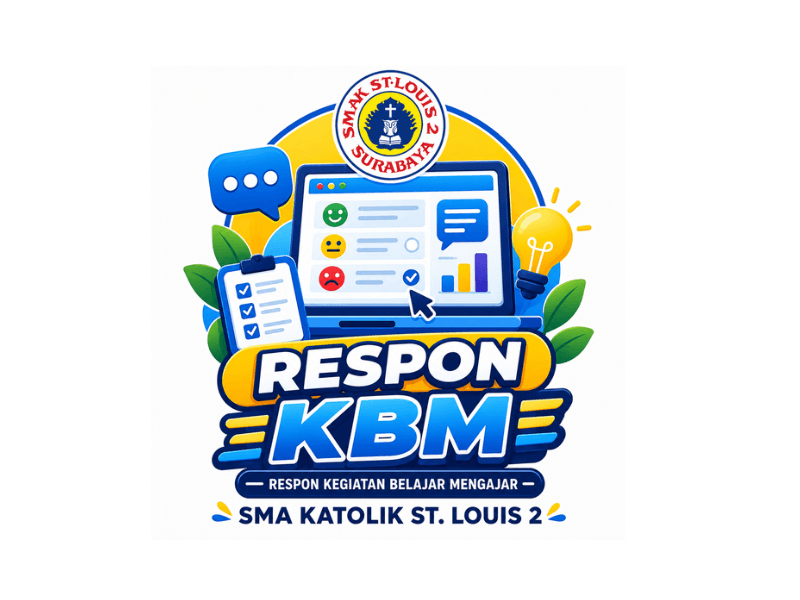 SMAK ST·LOUIS 2
SURABAYA
RESPON
KBM
RESPON KEGIATAN BELAJAR MENGAJAR
SMA KATOLIK ST. LOUIS 2